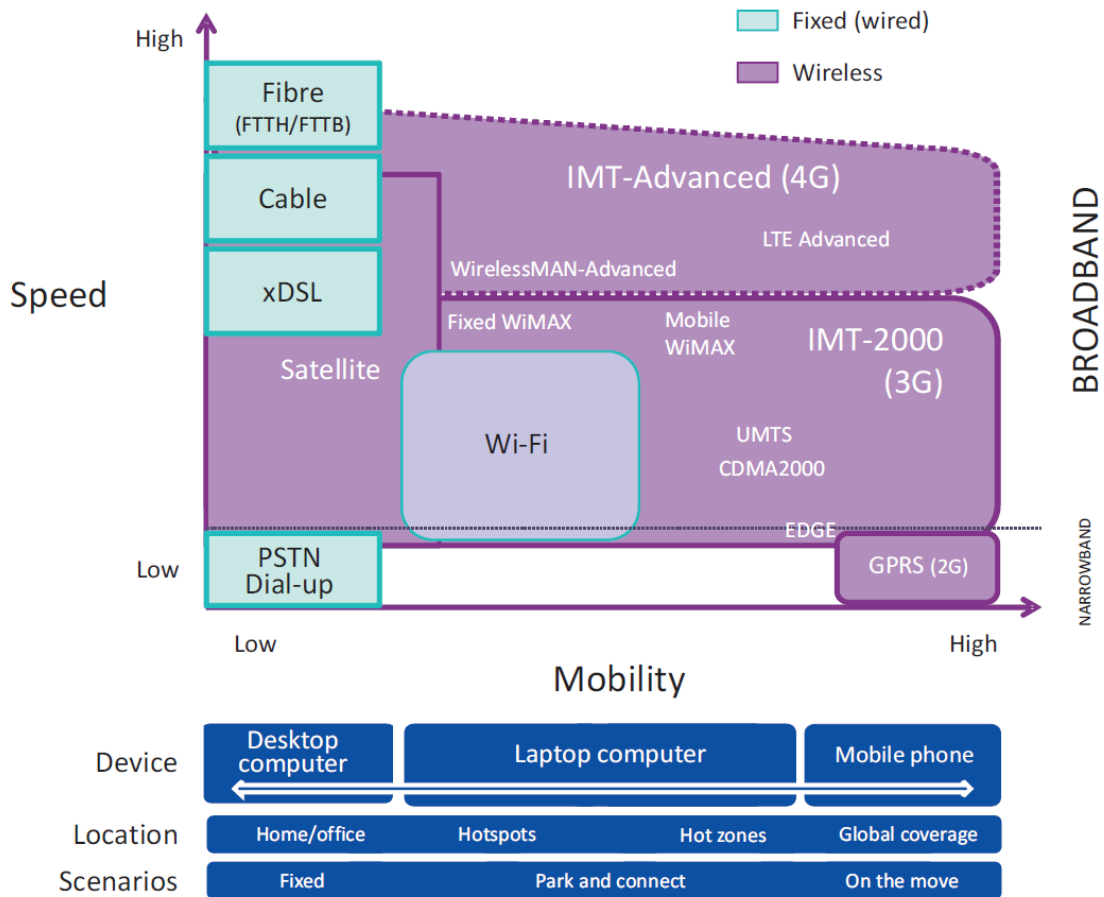 High
Fixed (wired)
Wireless
Fibre
(FTTH/FTTB)
Cable
xDSL
Speed
IMT-Advanced (4G)
LTE Advanced
WirelessMAN-Advanced
Fixed WiMAX
Mobile
WiMAX
IMT-2000
(3G)
Satellite
Wi-Fi
UMTS
CDMA2000
EDGE
BROADBAND
Low
PSTN
Dial-up
GPRS (2G)
NARROWBAND
Low
High
Mobility
Device
Desktop
computer
Laptop computer
Mobile phone
Location
Home/office
Hotspots
Hot zones
Global coverage
Scenarios
Fixed
Park and connect
On the move